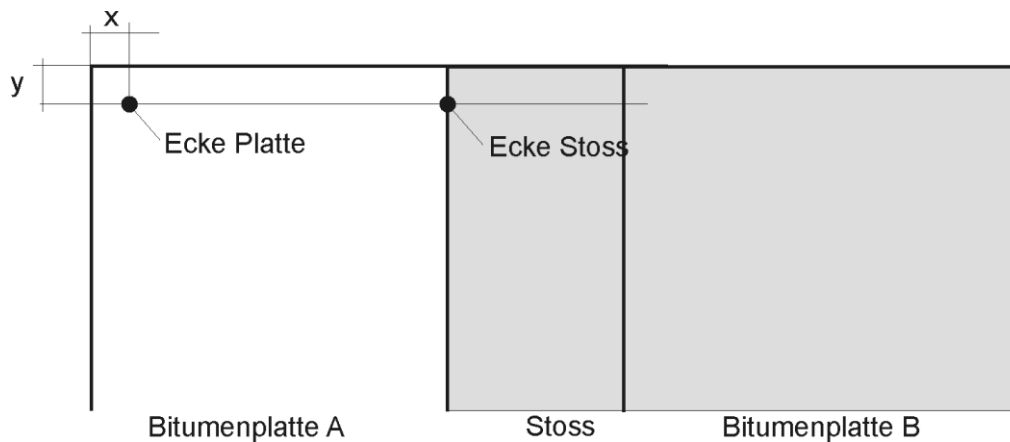 x
y
Ecke Platte
Ecke Stoss
Bitumenplatte A
Stoss
Bitumenplatte B